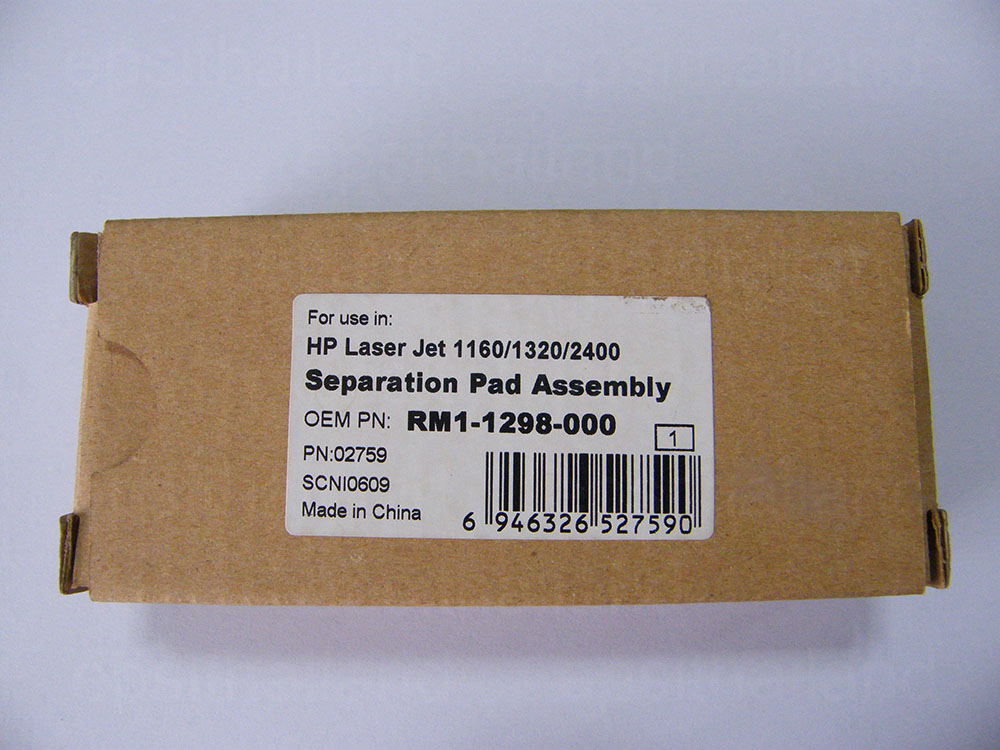 For use in:
HP Laser Jet 1160/1320/2400
Separation Pad Assembly
OEM PN: RM1-1298-000
1
PN:02759
SCNI0609
Made in China
6 946326 527590